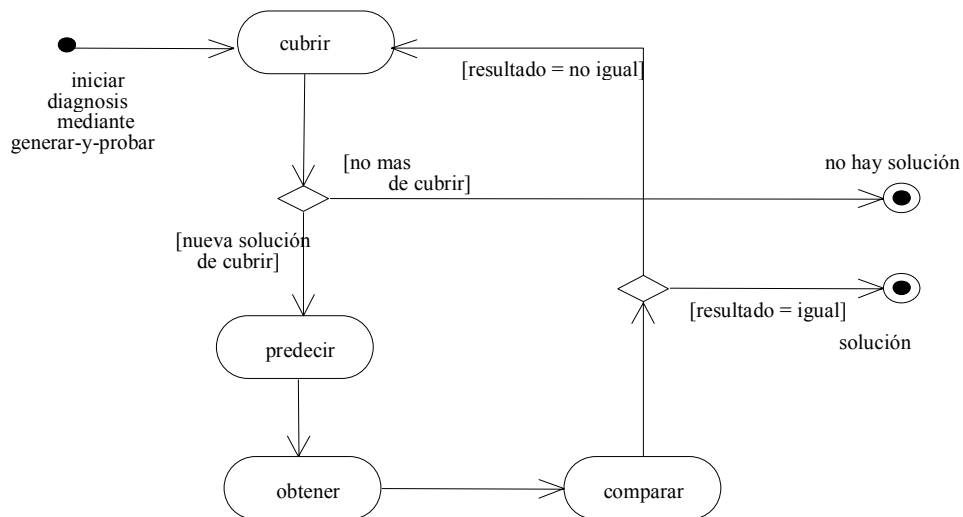 cubrir
[resultado = no igual]
iniciar
diagnosis
mediante
generar-y-probar
[no mas
de cubrir]
no hay solución
[nueva solución
de cubrir]
[resultado = igual]
predecir
solución
obtener
comparar